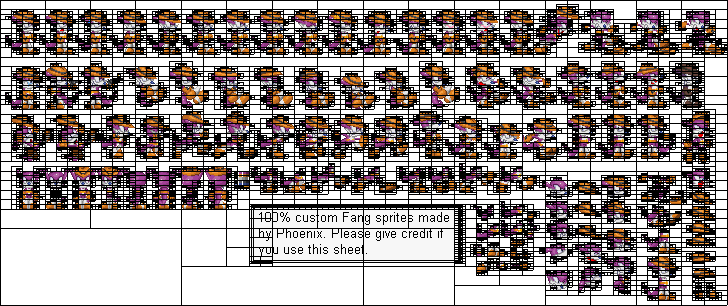 100% custom Fang sprites made
by Phoenix. Please give credit if
you use this sheet.